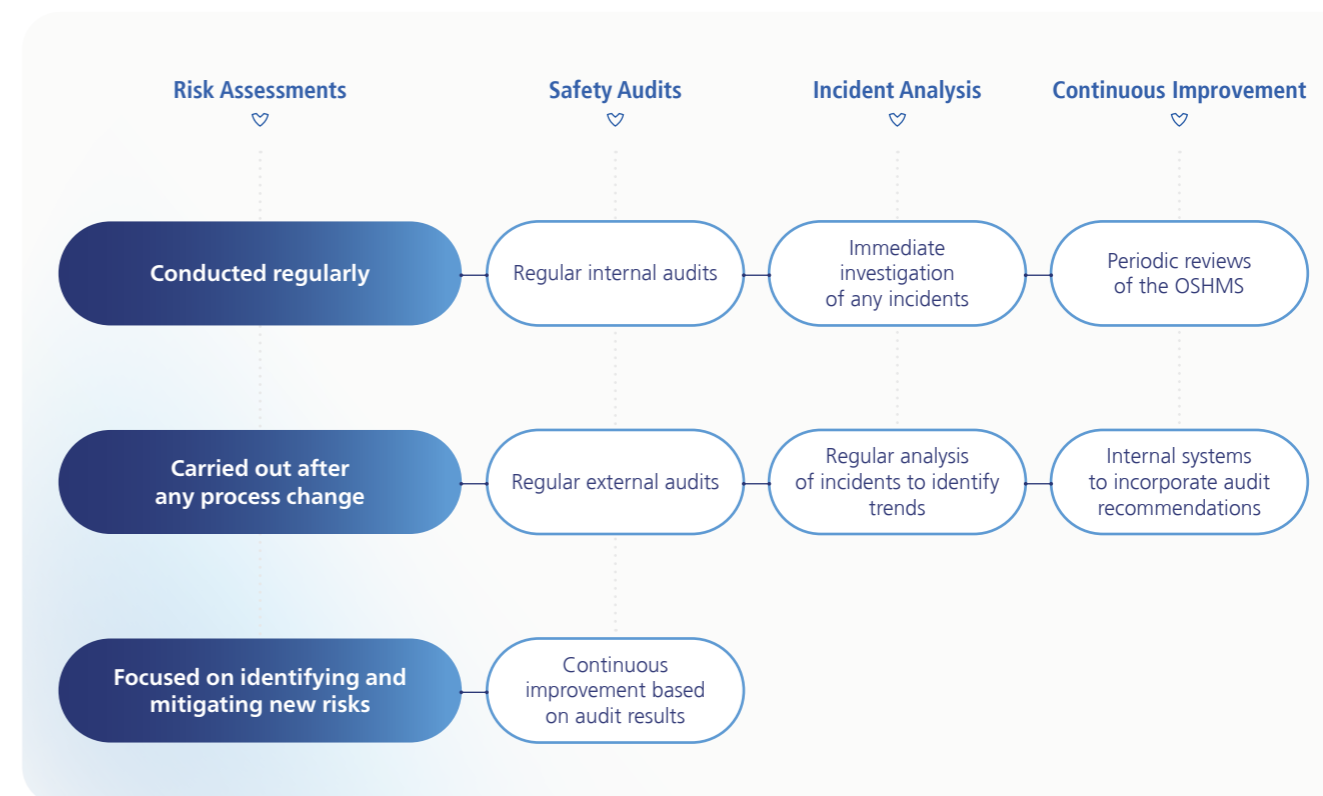 Risk Assessments
Safety Audits
Incident Analysis
Continuous Improvement
Conducted regularly
Regular internal audits
Immediate
investigation
of any incidents
Periodic reviews
of the OSHMS
Carried out after
any process change
Regular external audits
Regular analysis
of incidents to identify
trends
Internal systems
to incorporate audit
recommendations
Focused on identifying and
mitigating new risks
Continuous
improvement based
on audit results